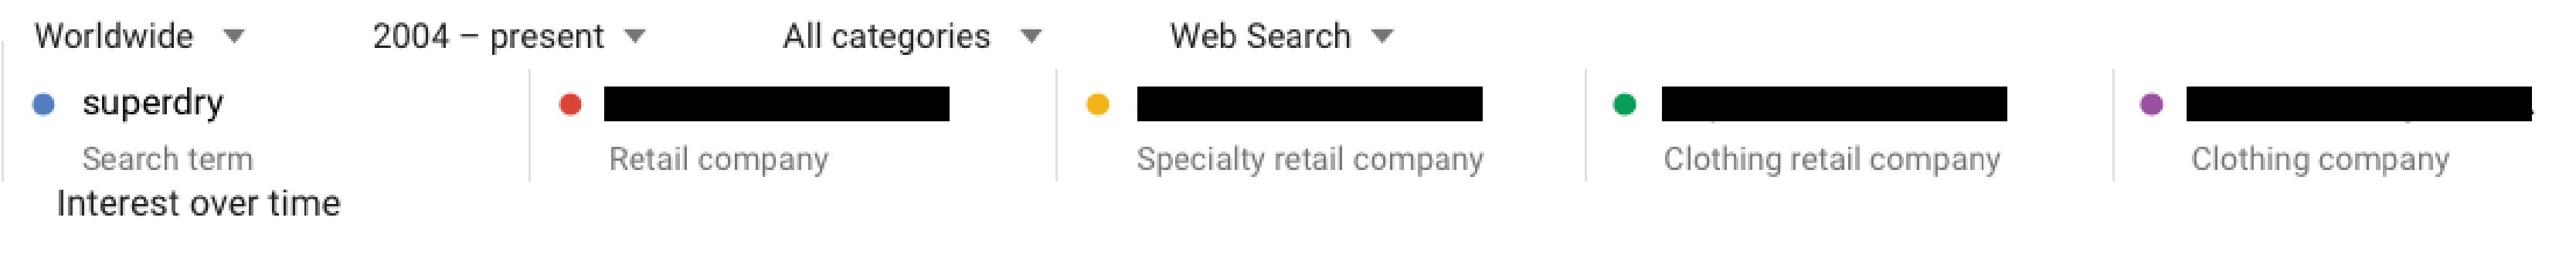 Worldwide 2004 – present All categories Web Search
superdry
Search term Retail company Specialty retail company Clothing retail company Clothing company
Interest over time